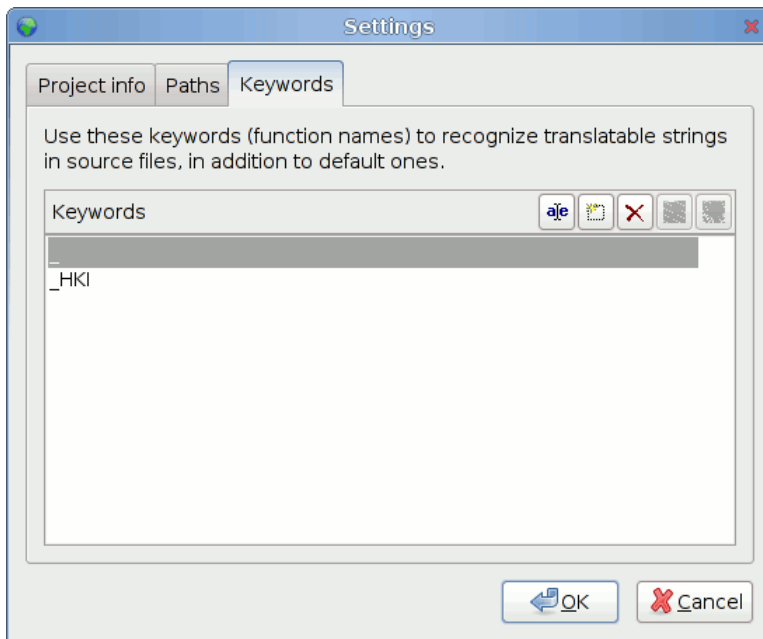 Settings
Project info Paths Keywords
Use these keywords (function names) to recognize translatable strings
in source files, in addition to default ones.
Keywords aе
_
_HKI
OK Cancel